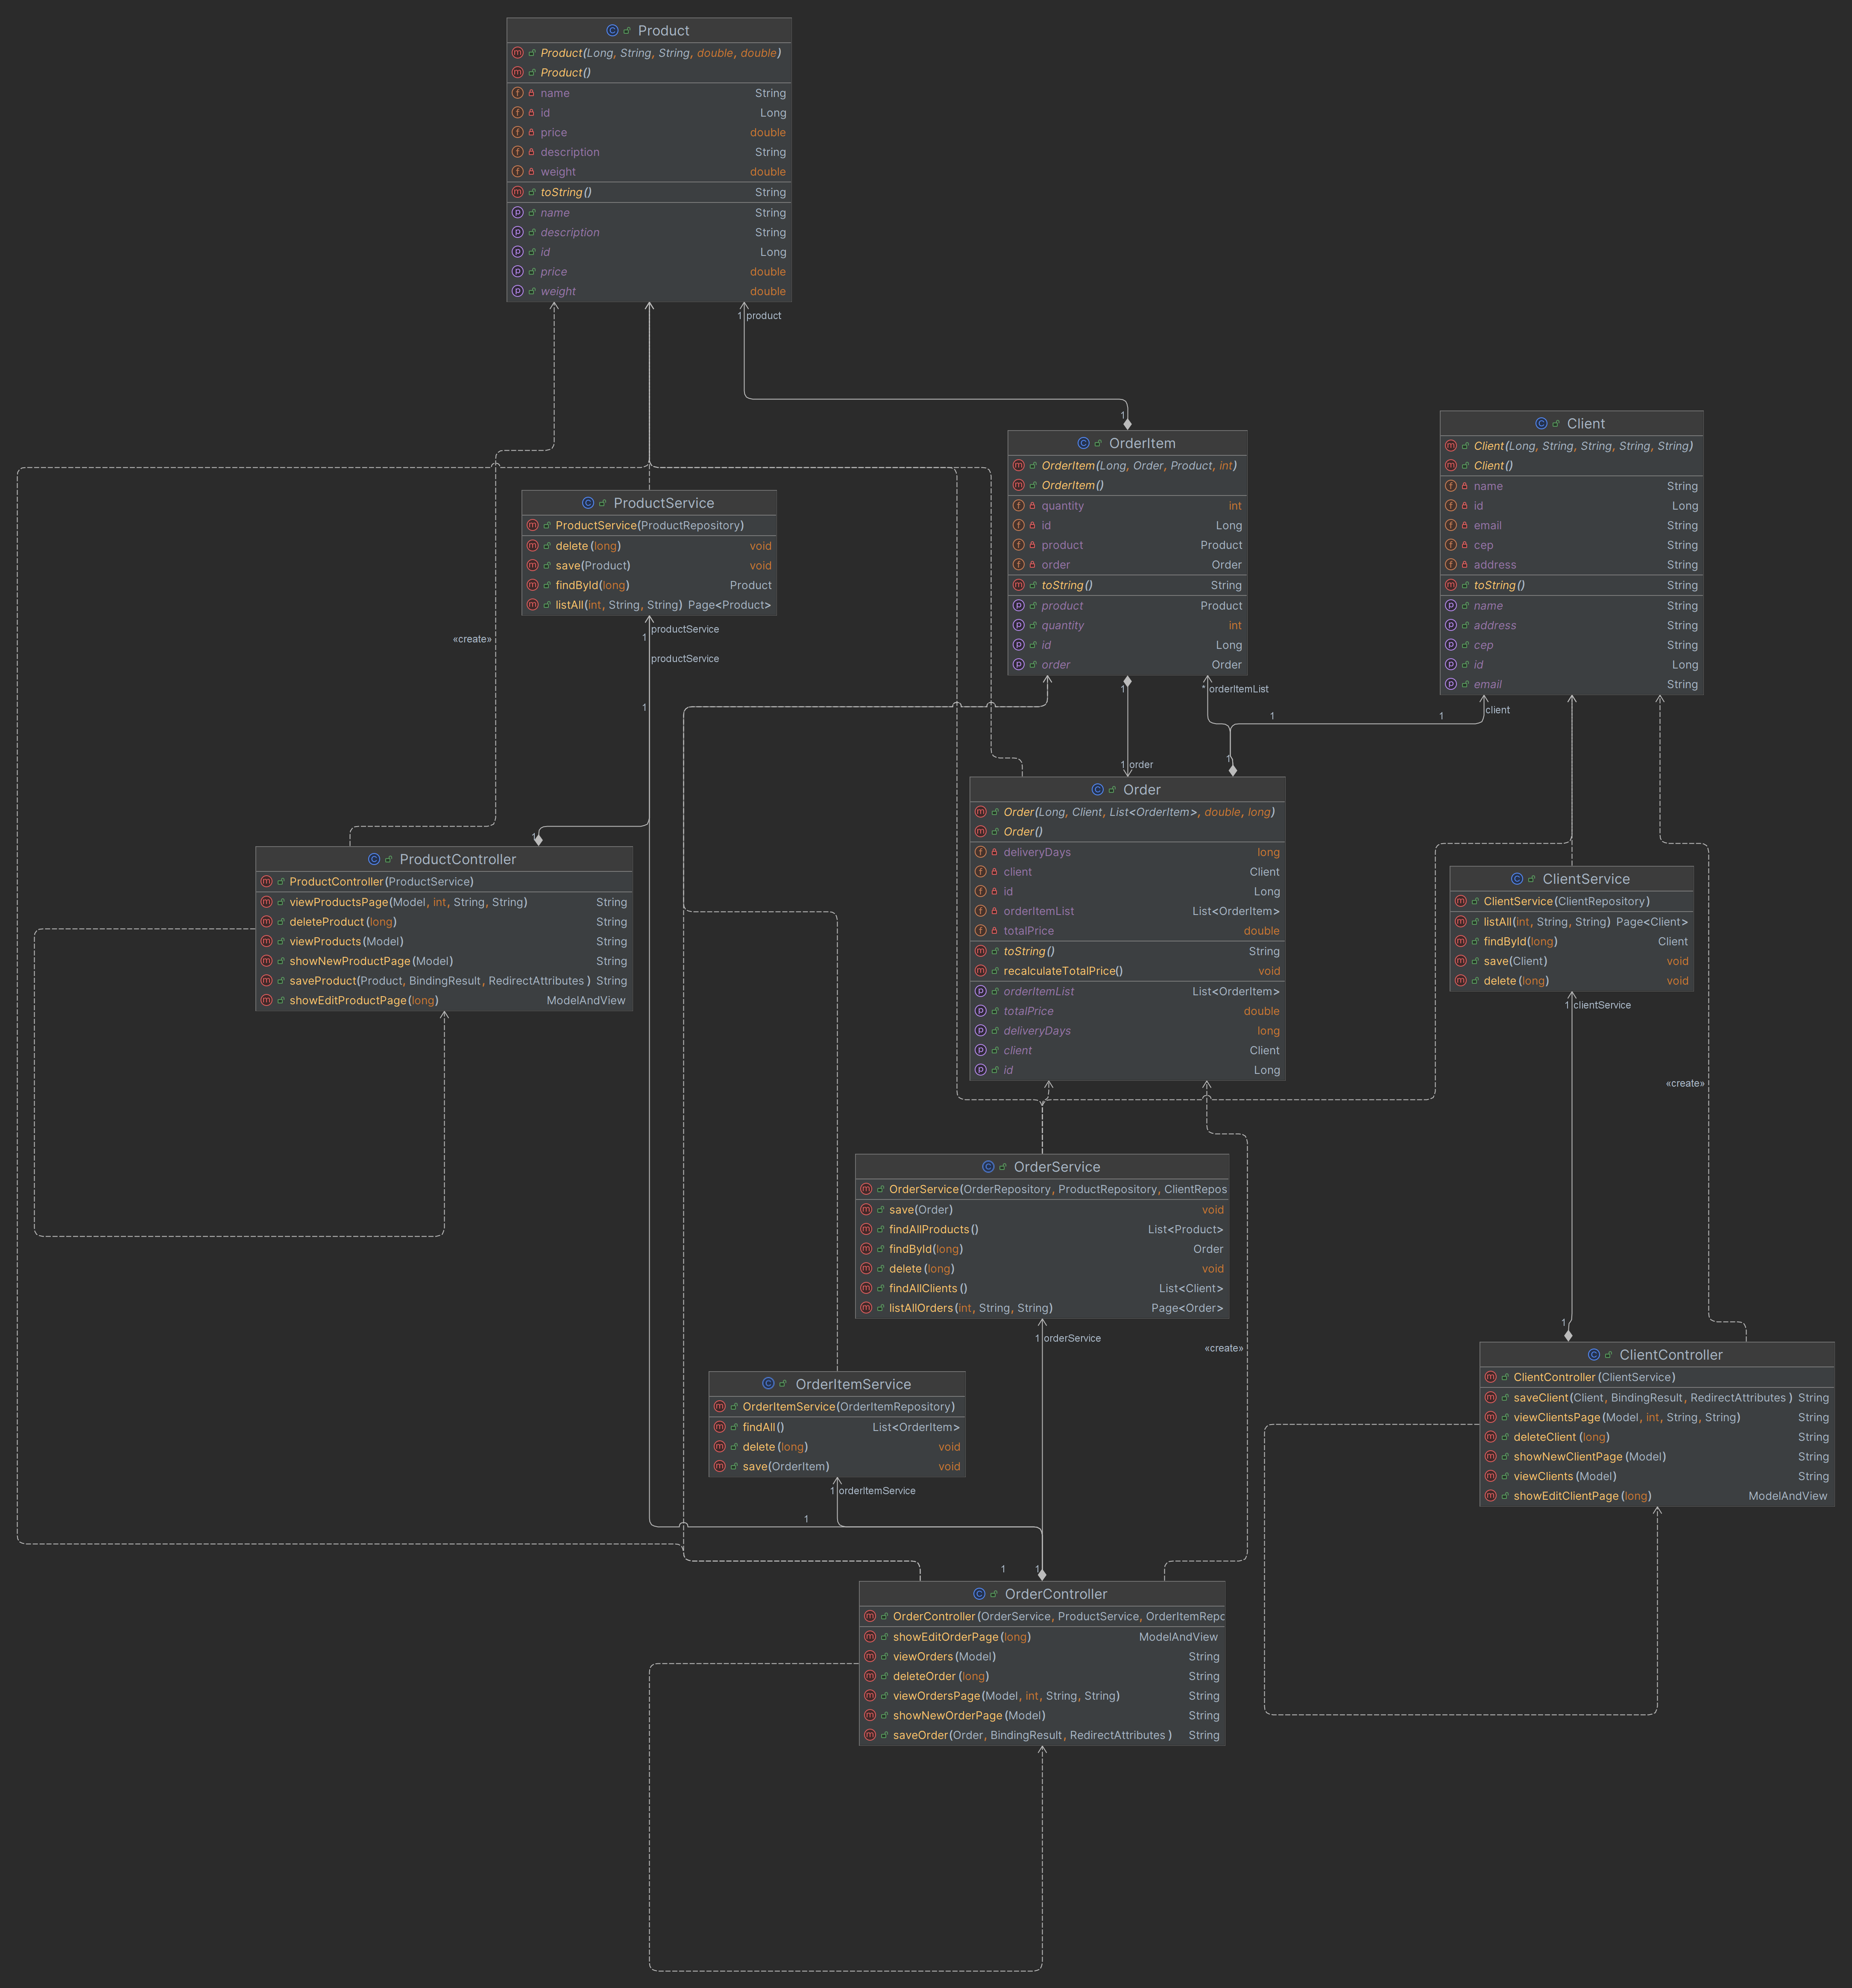 Product
Product(Long, String, String, double, double)
Product()
name String
id Long
price double
description String
weight double
toString() String
name String
description String
id Long
price double
weight double
1 product
1
OrderItem
OrderItem(Long, Order, Product, int)
OrderItem()
quantity int
id Long
product Product
order Order
toString() String
product Product
quantity int
id Long
order Order
Client
Client(Long, String, String, String, String)
Client()
name String
id Long
email String
cep String
address String
toString() String
name String
address String
cep String
id Long
email String
ProductService
ProductService(ProductRepository)
delete(long) void
save(Product) void
findById(long) Product
listAll(int, String, String) Page<Product>
1 productService
«create»
productService
1
1
* orderItemList
1
1
client
1
1 order
1
Order
Order(Long, Client, List<OrderItem>, double, long)
Order()
deliveryDays long
client Client
id Long
orderItemList List<OrderItem>
totalPrice double
toString() String
recalculateTotalPrice() void
orderItemList List<OrderItem>
totalPrice double
deliveryDays long
client Client
id Long
1
ProductController
ProductController(ProductService)
viewProductsPage(Model, int, String, String) String
deleteProduct(long) String
viewProducts(Model) String
showNewProductPage(Model) String
saveProduct(Product, BindingResult, RedirectAttributes) String
showEditProductPage(long) ModelAndView
ClientService
ClientService(ClientRepository)
listAll(int, String, String) Page<Client>
findById(long) Client
save(Client) void
delete(long) void
1 clientService
«create»
1
OrderService
OrderService(OrderRepository, ProductRepository, ClientRepos
save(Order) void
findAllProducts() List<Product>
findById(long) Order
delete(long) void
findAllClients() List<Client>
listAllOrders(int, String, String) Page<Order>
1 orderService
«create»
ClientController
ClientController(ClientService)
saveClient(Client, BindingResult, RedirectAttributes) String
viewClientsPage(Model, int, String, String) String
deleteClient(long) String
showNewClientPage(Model) String
viewClients(Model) String
showEditClientPage(long) ModelAndView
OrderItemService
OrderItemService(OrderItemRepository)
findAll() List<OrderItem>
delete(long) void
save(OrderItem) void
1 orderItemService
1
1
1
OrderController
OrderController(OrderService, ProductService, OrderItemRepo
showEditOrderPage(long) ModelAndView
viewOrders(Model) String
deleteOrder(long) String
viewOrdersPage(Model, int, String, String) String
showNewOrderPage(Model) String
saveOrder(Order, BindingResult, RedirectAttributes) String